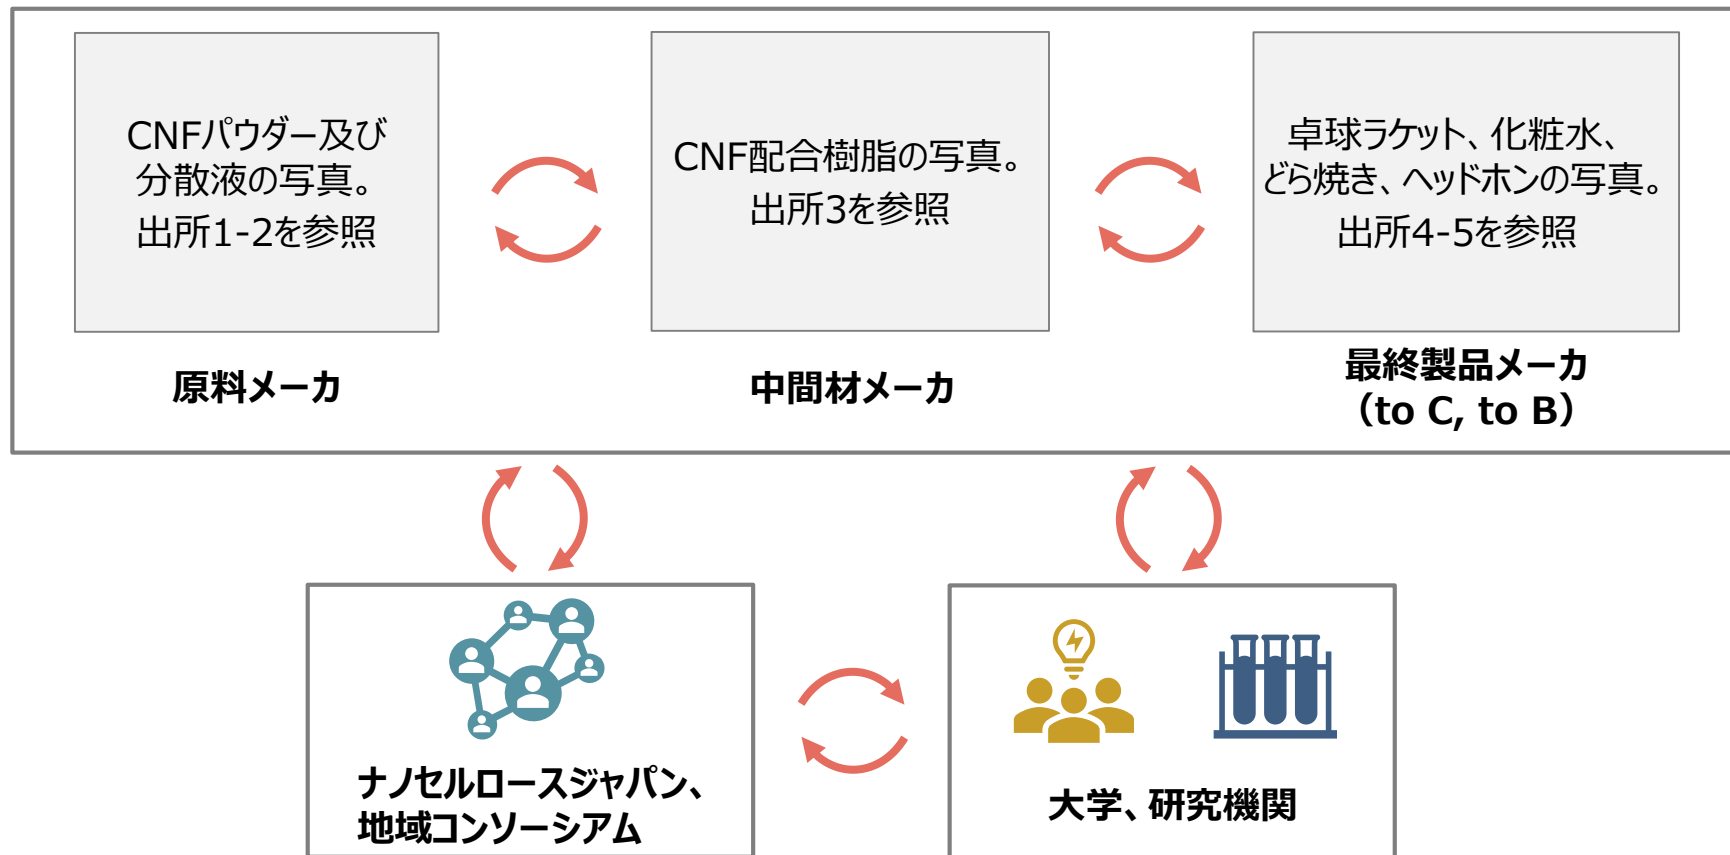 CNFパウダー及び
分散液の写真。
出所1-2を参照
CNF配合樹脂の写真。
出所3を参照
卓球ラケット、化粧水、
どら焼き、ヘッドホンの写真。
出所4-5を参照
原料メーカ
中間材メーカ
最終製品メーカ
（to C, to B）
ナノセルロースジャパン、
地域コンソーシアム
大学、研究機関